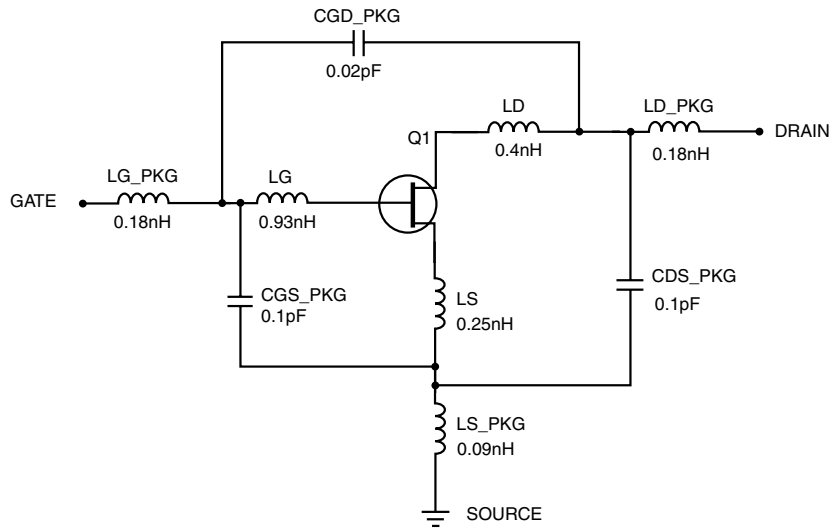 CGD_PKG
0.02pF
LD
LD_PKG
Q1
DRAIN
0.4nH
0.18nH
LG_PKG
LG
GATE
0.18nH
0.93nH
CGS_PKG
0.1pF
LS
0.25nH
CDS_PKG
0.1pF
LS_PKG
0.09nH
SOURCE